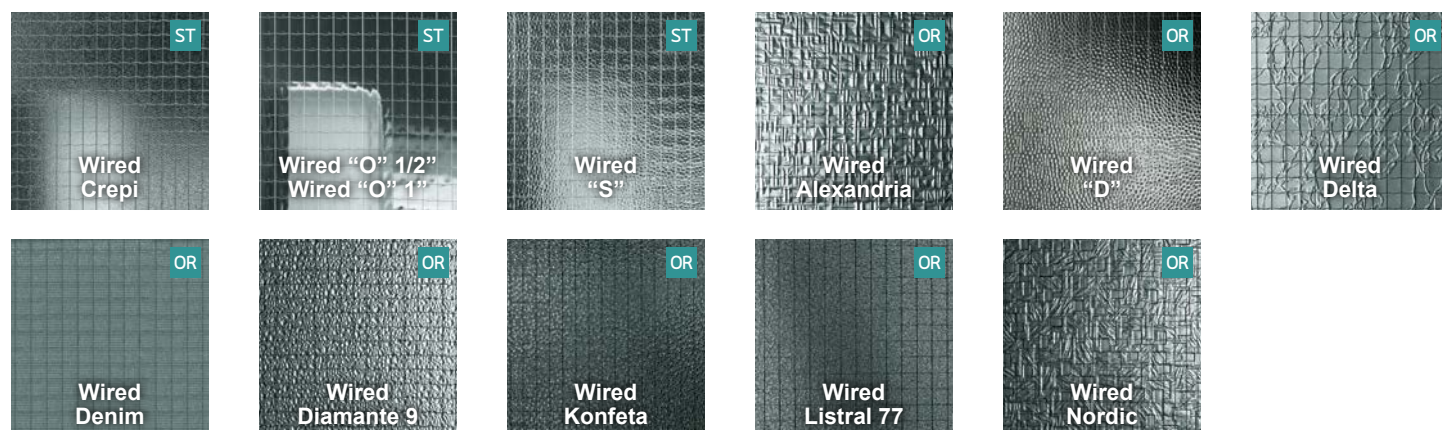 ST
Wired
Crepi
ST
Wired “O” 1/2”
Wired “O” 1”
ST
Wired
“S”
OR
Wired
Alexandria
OR
Wired
“D”
OR
Wired
Delta
OR
Wired
Denim
OR
Wired
Diamante 9
OR
Wired
Konfeta
OR
Wired
Listral 77
OR
Wired
Nordic